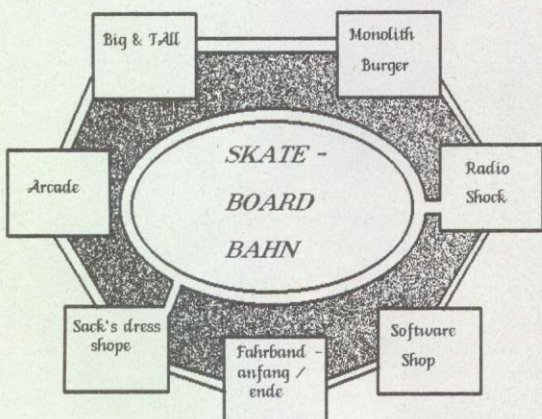 Big & TAll
Monolith
Burger
Arcade
SKATE -
BOARD
BAHN
Radio
Shock
Sack's dress
shope
Fahrband -
anfang /
ende
Software
Shop